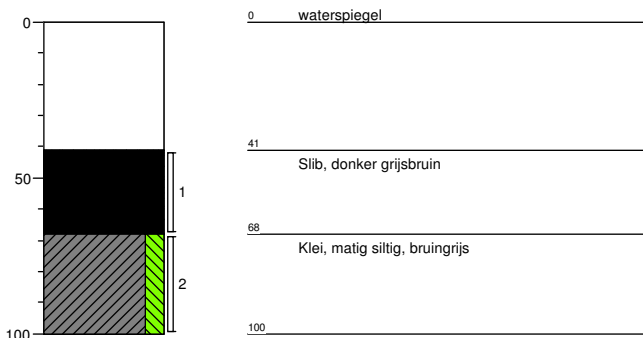 0
0 waterspiegel
41
Slib, donker grijsbruin
50
1
68
Klei, matig siltig, bruingrijs
2
100
100